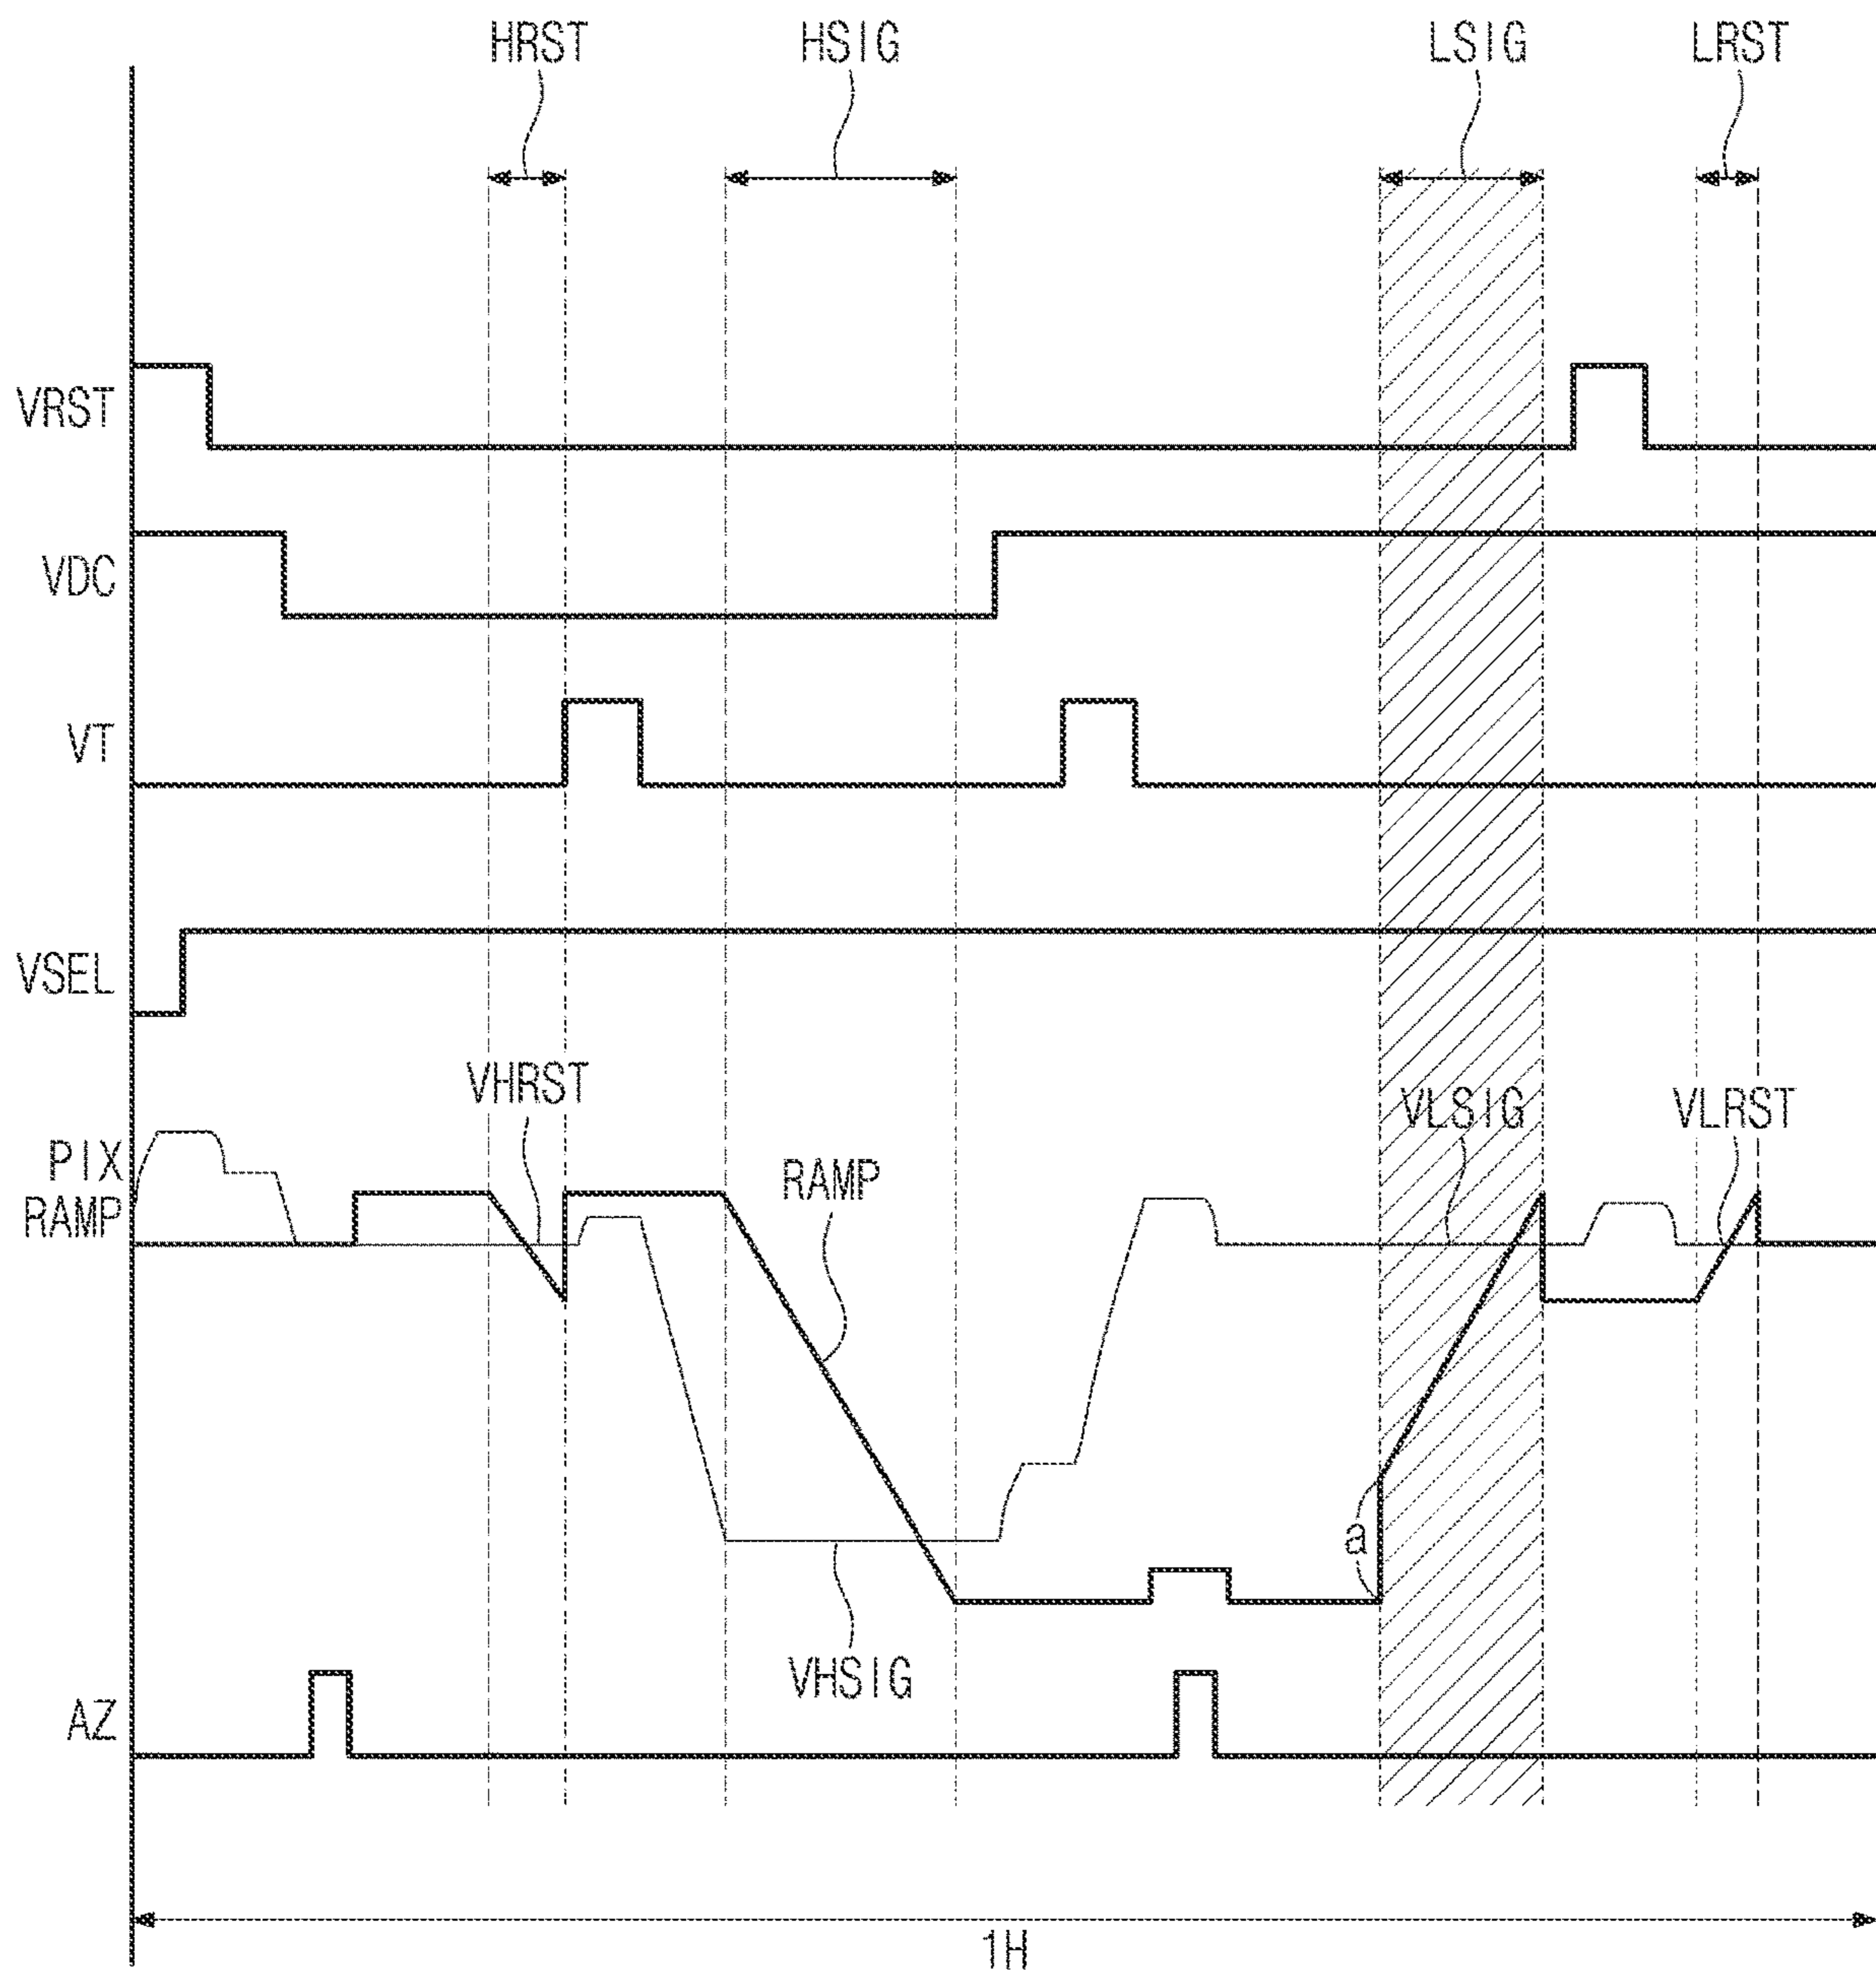 HRST HSIG LSIG LRST
VRST
VDC
VT
VSEL
VHRST
VLSIG VLRST
PIX
RAMP
RAMP
a
VHSIG
AZ
1H